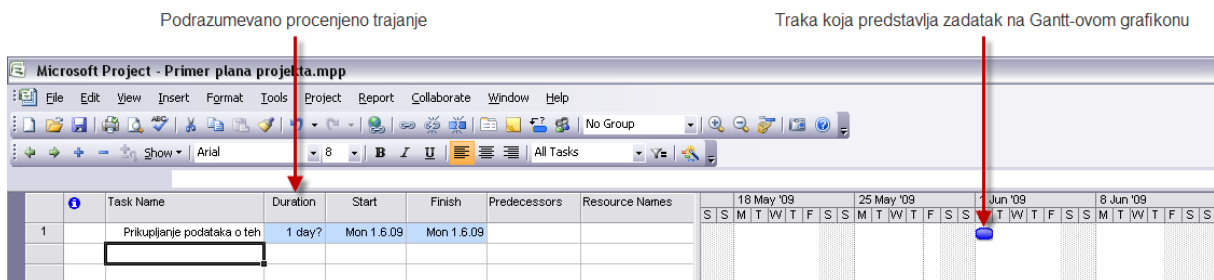 Podrazumevano procenjeno trajanje
Traka koja predstavlja zadatak na Gantt-ovom grafikonu
Microsoft Project - Primer plana projekta.mpp
File Edit View Insert Format Tools Project Report Collaborate Window Help
No Group
Show Arial 8 B I U All Tasks
Task Name Duration Start Finish Predecessors Resource Names
18 May '09 25 May '09 Jun '09 8 Jun '09
S S M T W T F S S M T W T F S S T W T F S S M T W T F S S
1 Prikupljanje podataka o teh 1 day? Mon 1.6.09 Mon 1.6.09